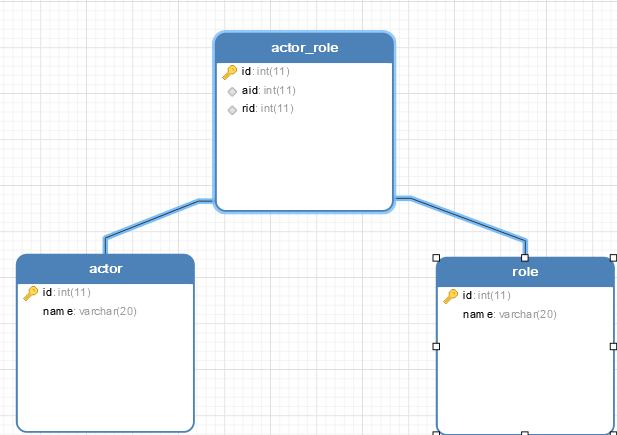 actor_role
id: int(11)
aid: int(11)
rid: int(11)
actor
id: int(11)
name: varchar(20)
role
id: int(11)
name: varchar(20)